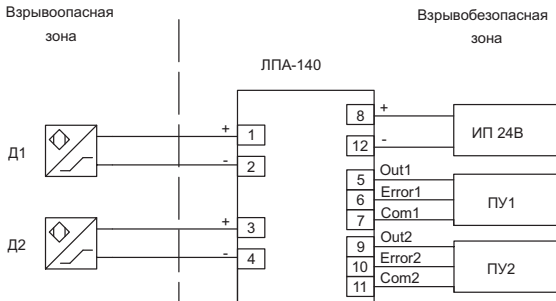 Взрывоопасная
зона
Взрывобезопасная
зона
ЛПА-140
Д1
+ 1
- 2
Д2
+ 3
- 4
8 +
12 -
ИП 24В
5 Out1
6 Error1
7 Com1
ПУ1
9 Out2
10 Error2
11 Com2
ПУ2